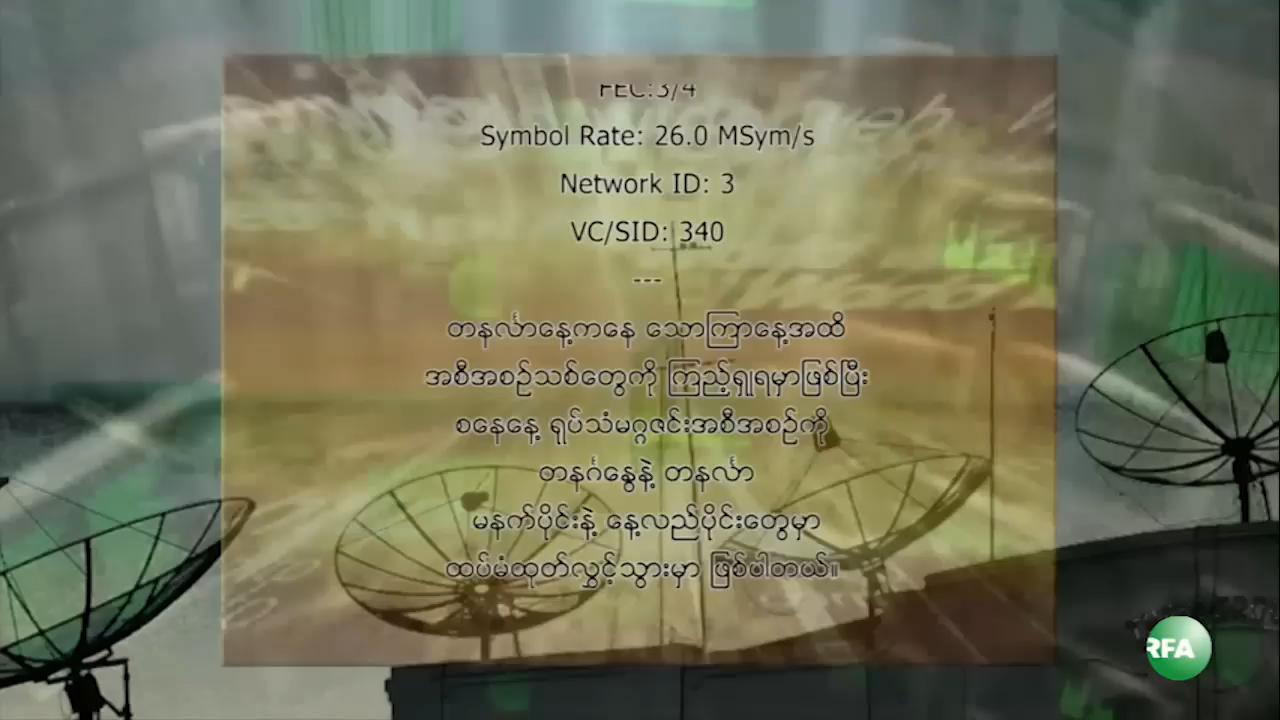 FEC:3/4
Symbol Rate: 26.0 MSym/s
Network ID: 3
VC/SID: 340
---
တနင်္လာနေ့ကနေ သောကြာနေ့အထိ
အစီအစဉ်သစ်တွေကို ကြည့်ရှုရမှာဖြစ်ပြီး
စနေနေ့ ရုပ်သံမဂ္ဂဇင်းအစီအစဉ်ကို
တနင်္ဂနွေနဲ့ တနင်္လာ
မနက်ပိုင်းနဲ့ နေ့လည်ပိုင်းတွေမှာ
ထပ်မံထုတ်လွှင့်သွားမှာ ဖြစ်ပါတယ်။
RFA